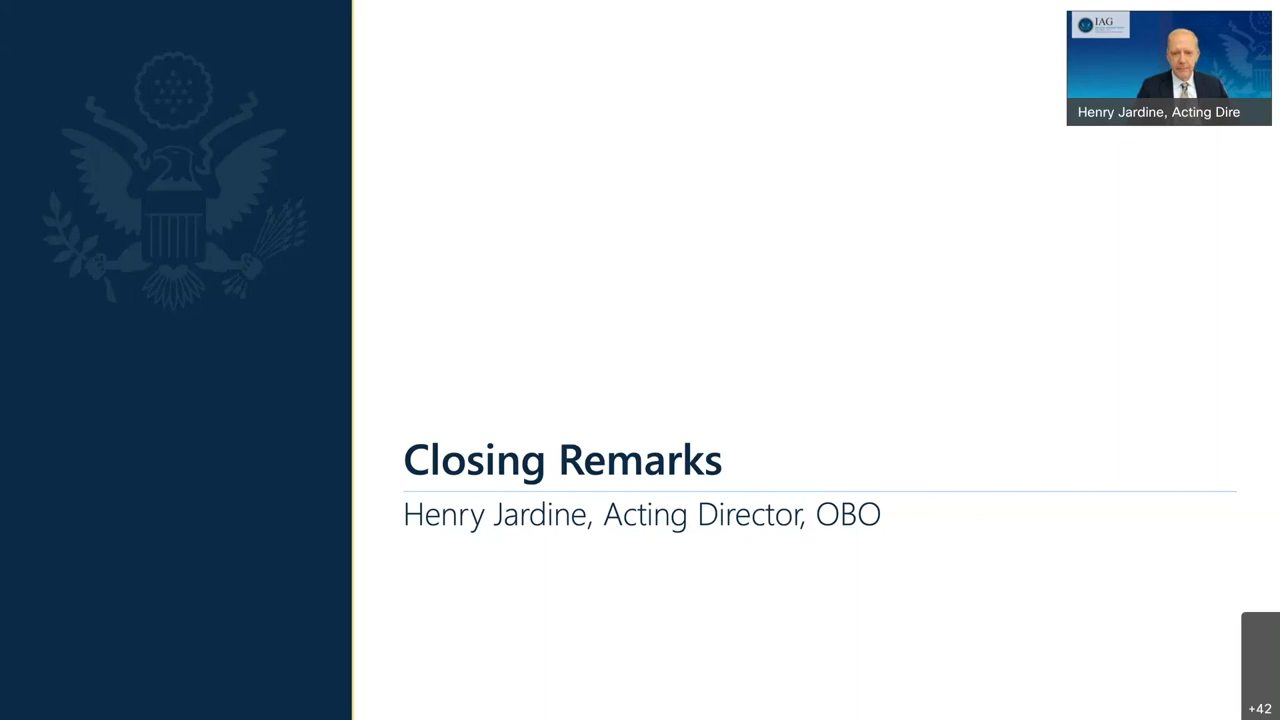 IAG
Henry Jardine, Acting Dire
Closing Remarks
Henry Jardine, Acting Director, OBO
+42